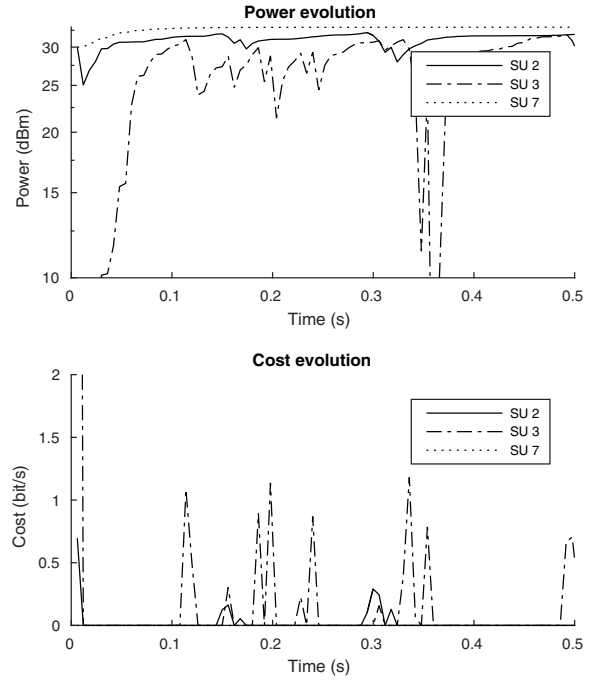 Power evolution
30
25
20
15
10
Power (dBm)
SU 2
SU 3
SU 7
0
0.1
0.2
0.3
0.4
0.5
Time (s)
Cost evolution
2
1.5
1
0.5
0
Cost (bit/s)
SU 2
SU 3
SU 7
0
0.1
0.2
0.3
0.4
0.5
Time (s)